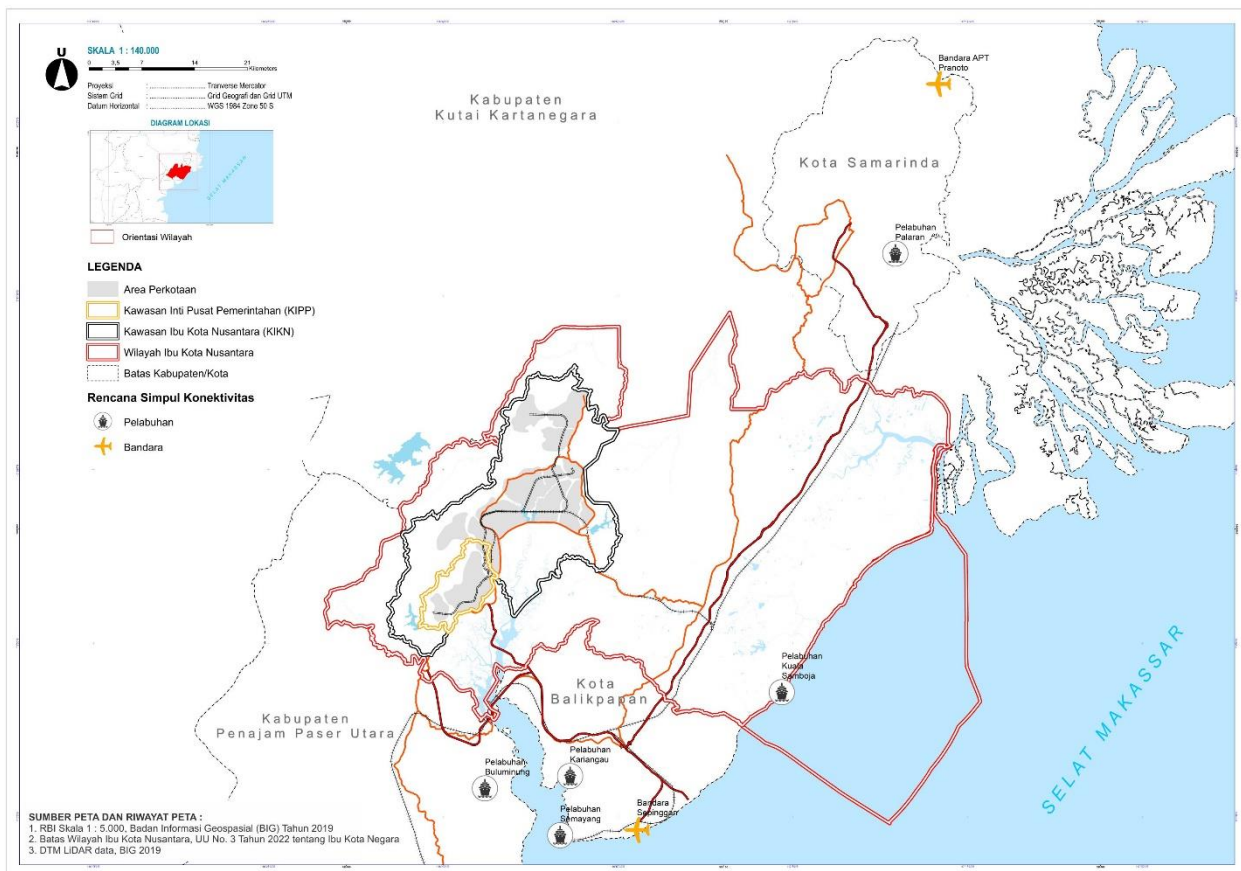 U
SKALA 1 : 140.000
0 3,5 7 14 21
Kilometers
Proyeksi : ........................ Tranverse Mercator
Sistem Grid : ........................ Grid Geografi dan Grid UTM
Datum Horizontal : ........................ WGS 1984 Zone 50 S
DIAGRAM LOKASI
SELAT MAKASSAR
Orientasi Wilayah
LEGENDA
Area Perkotaan
Kawasan Inti Pusat Pemerintahan (KIPP)
Kawasan Ibu Kota Nusantara (KIKN)
Wilayah Ibu Kota Nusantara
Batas Kabupaten/Kota
Rencana Simpul Konektivitas
Pelabuhan
Bandara
Kabupaten
Kutai Kartanegara
Bandara APT
Pranoto
Kota Samarinda
Pelabuhan
Palaran
Pelabuhan
Kuala
Samboja
Kota
Balikpapan
Kabupaten
Penajam Paser Utara
Pelabuhan
Buluminung
Pelabuhan
Kariangau
Pelabuhan
Semayang
Bandara
Sepinggan
SELAT MAKASSAR
SUMBER PETA DAN RIWAYAT PETA :
1. RBI Skala 1 : 5.000, Badan Informasi Geospasial (BIG) Tahun 2019
2. Batas Wilayah Ibu Kota Nusantara, UU No. 3 Tahun 2022 tentang Ibu Kota Negara
3. DTM LiDAR data, BIG 2019